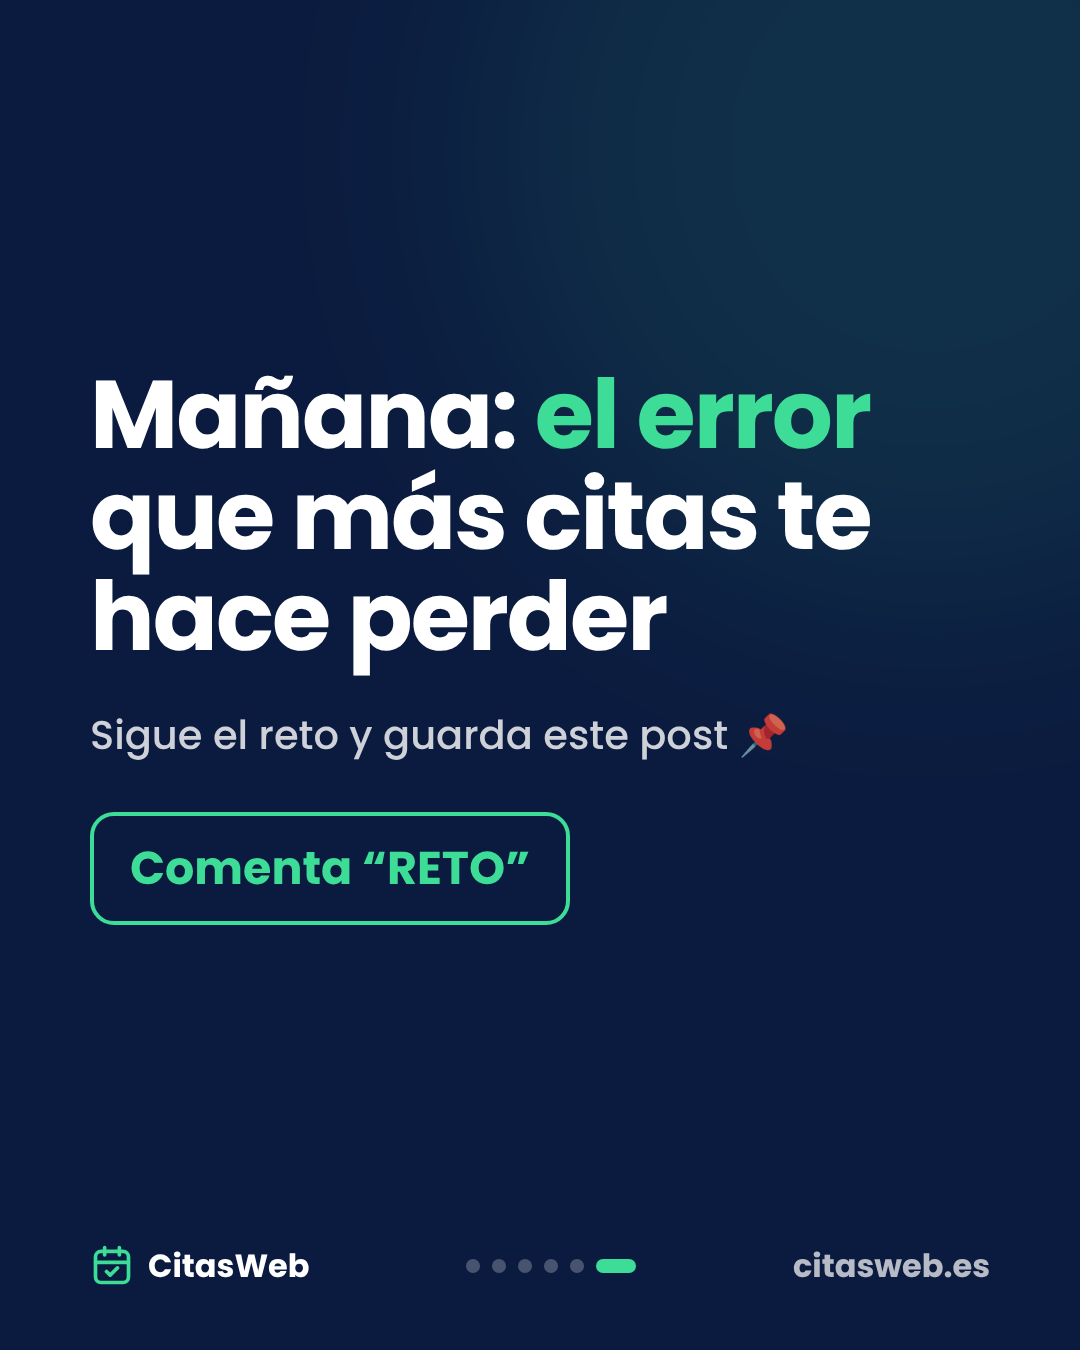 Mañana: el error
que más citas te
hace perder
Sigue el reto y guarda este post 📌
Comenta “RETO”
CitasWeb
citasweb.es